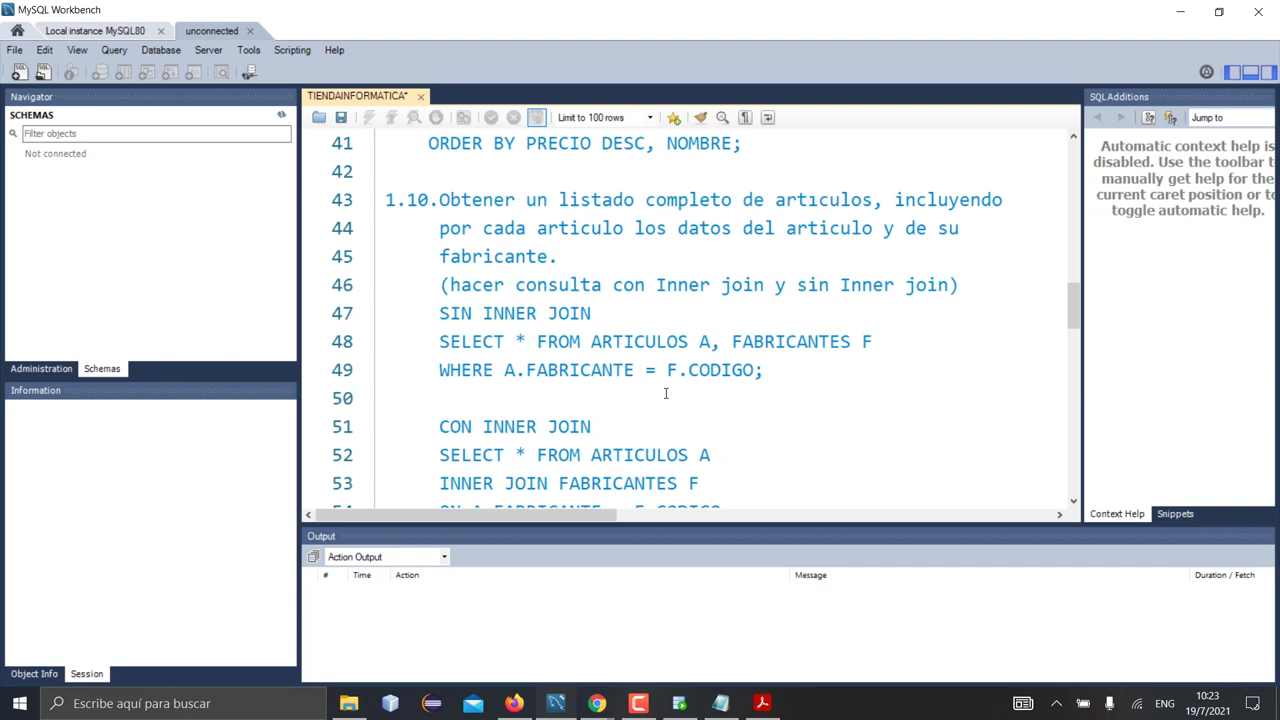 MySQL Workbench
Local instance MySQL80
unconnected
File Edit View Query Database Server Tools Scripting Help
Navigator
SCHEMAS
Filter objects
Not connected
Administration Schemas
Information
Object Info Session
TIENDAINFORMATICA*
Limit to 100 rows
41 ORDER BY PRECIO DESC, NOMBRE;
42
43 1.10.Obtener un listado completo de artıculos, incluyendo
44 por cada articulo los datos del articulo y de su
45 fabricante.
46 (hacer consulta con Inner join y sin Inner join)
47 SIN INNER JOIN
48 SELECT * FROM ARTICULOS A, FABRICANTES F
49 WHERE A.FABRICANTE = F.CODIGO;
50
51 CON INNER JOIN
52 SELECT * FROM ARTICULOS A
53 INNER JOIN FABRICANTES F
54 ON A.FABRICANTE = F.CODIGO
SQLAdditions
Jump to
Automatic context help is
disabled. Use the toolbar t
manually get help for the
current caret position or to
toggle automatic help.
Context Help Snippets
Output
Action Output
# Time Action Message Duration / Fetch
Escribe aquí para buscar
ENG
10:23
19/7/2021